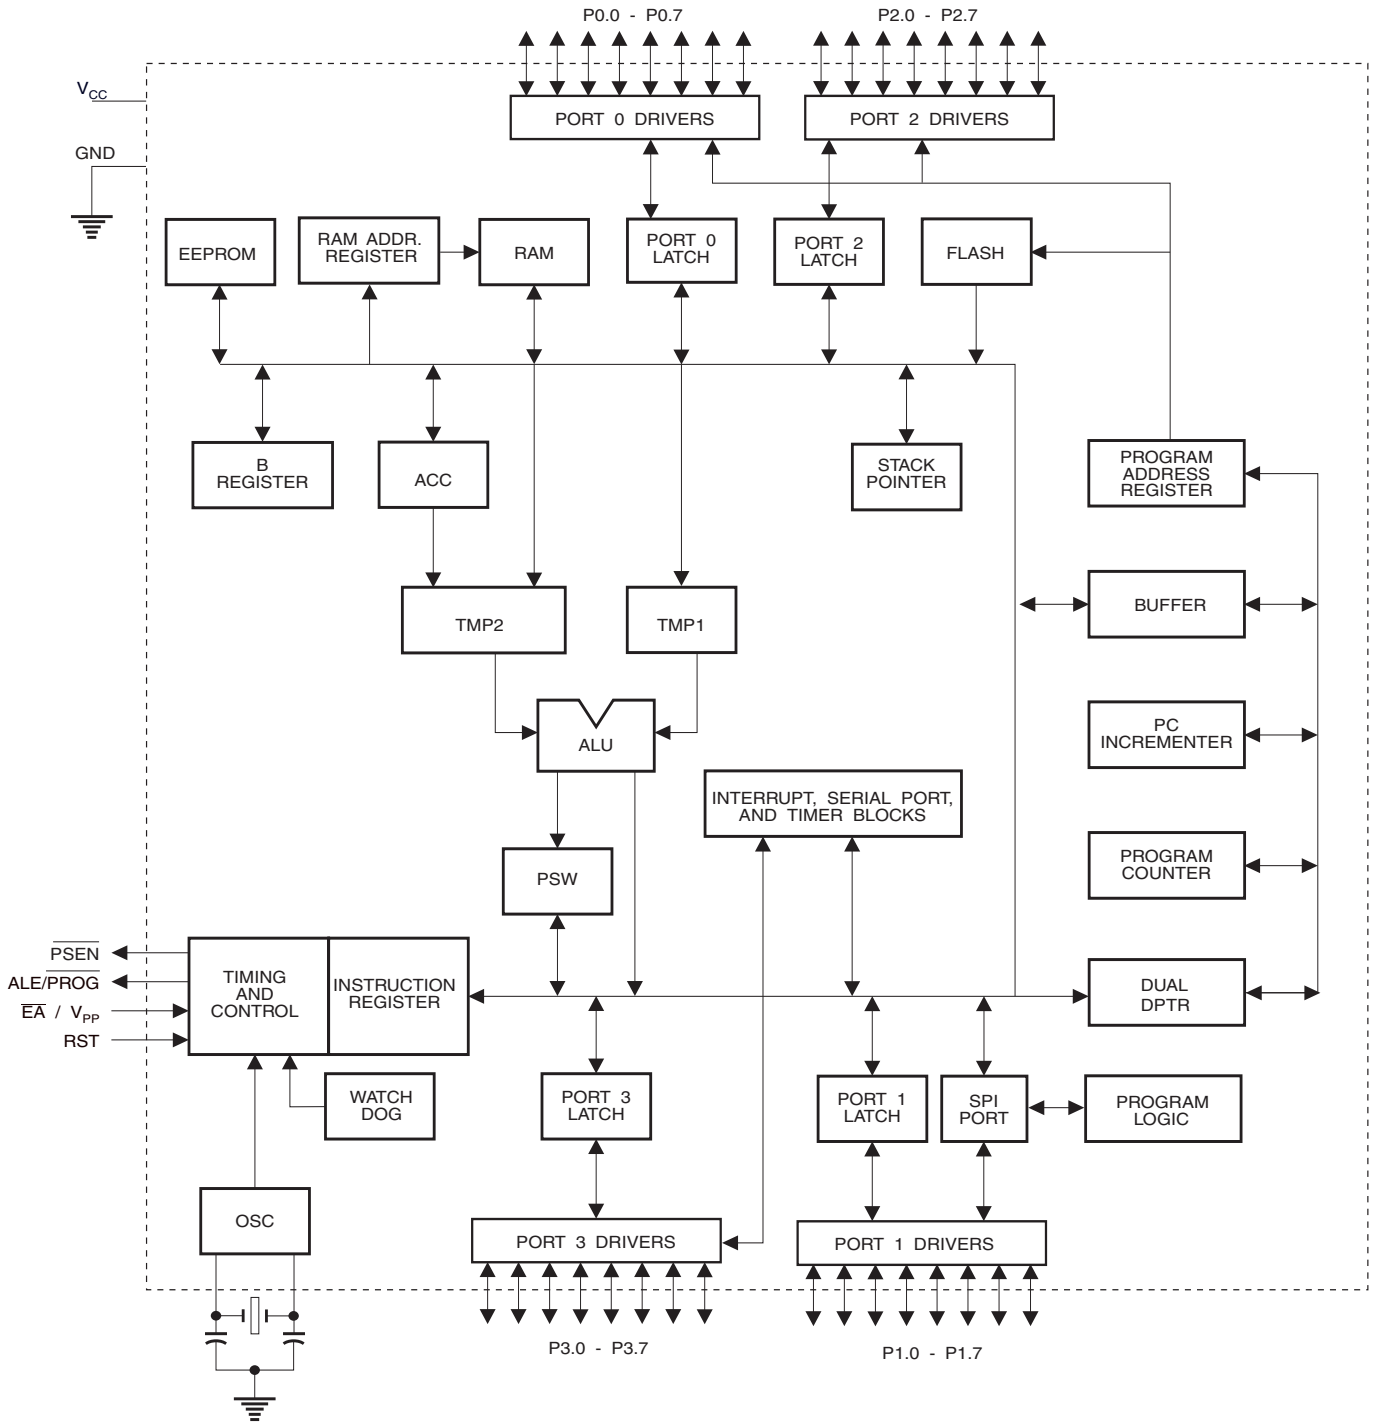 P0.0 - P0.7
P2.0 - P2.7
VCC
GND
PORT 0 DRIVERS
PORT 2 DRIVERS
EEPROM
RAM ADDR.
REGISTER
RAM
PORT 0
LATCH
PORT 2
LATCH
FLASH
B
REGISTER
ACC
STACK
POINTER
PROGRAM
ADDRESS
REGISTER
BUFFER
TMP2
TMP1
ALU
PC
INCREMENTER
INTERRUPT, SERIAL PORT,
AND TIMER BLOCKS
PROGRAM
COUNTER
PSW
PSEN
ALE/PROG
EA / VPP
RST
TIMING
AND
CONTROL
INSTRUCTION
REGISTER
DUAL
DPTR
WATCH
DOG
PORT 3
LATCH
PORT 1
LATCH
SPI
PORT
PROGRAM
LOGIC
OSC
PORT 3 DRIVERS
PORT 1 DRIVERS
P3.0 - P3.7
P1.0 - P1.7